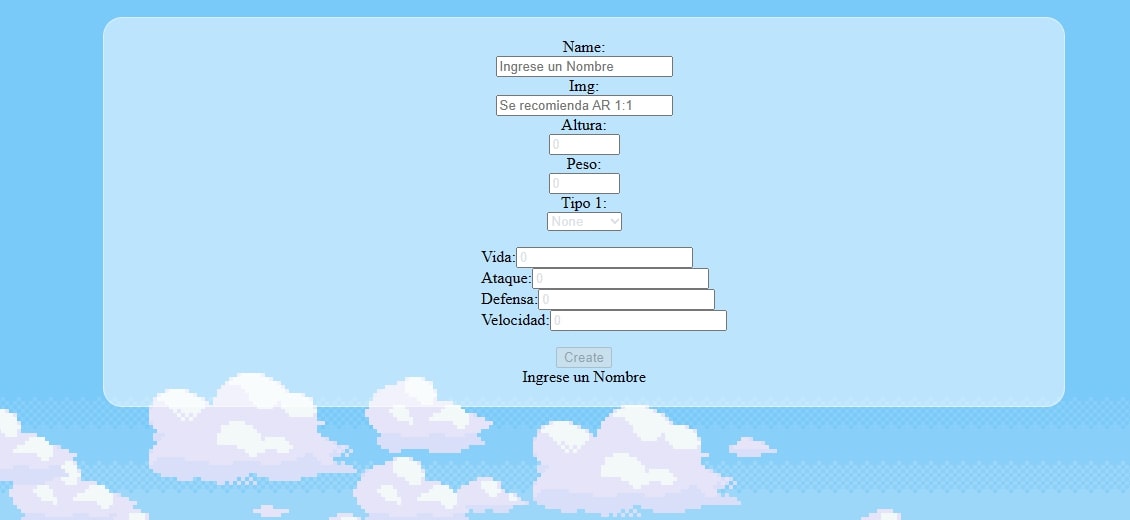 Name:
Ingrese un Nombre
Img:
Se recomienda AR 1:1
Altura:
0
Peso:
0
Tipo 1:
None
Vida: 0
Ataque: 0
Defensa: 0
Velocidad: 0
Create
Ingrese un Nombre